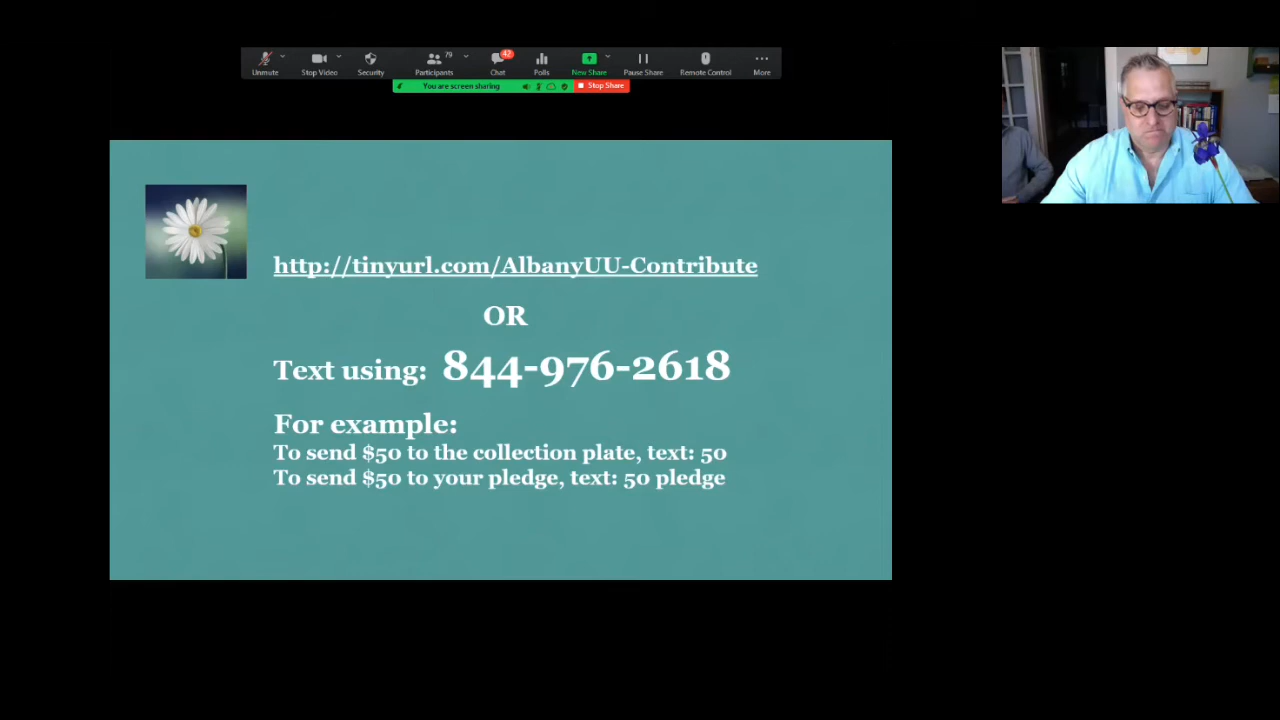 79
42
Unmute Stop Video Security Participants Chat Polls New Share Pause Share Remote Control More
You are screen sharing Stop Share
http://tinyurl.com/AlbanyUU-Contribute
OR
Text using: 844-976-2618
For example:
To send $50 to the collection plate, text: 50
To send $50 to your pledge, text: 50 pledge